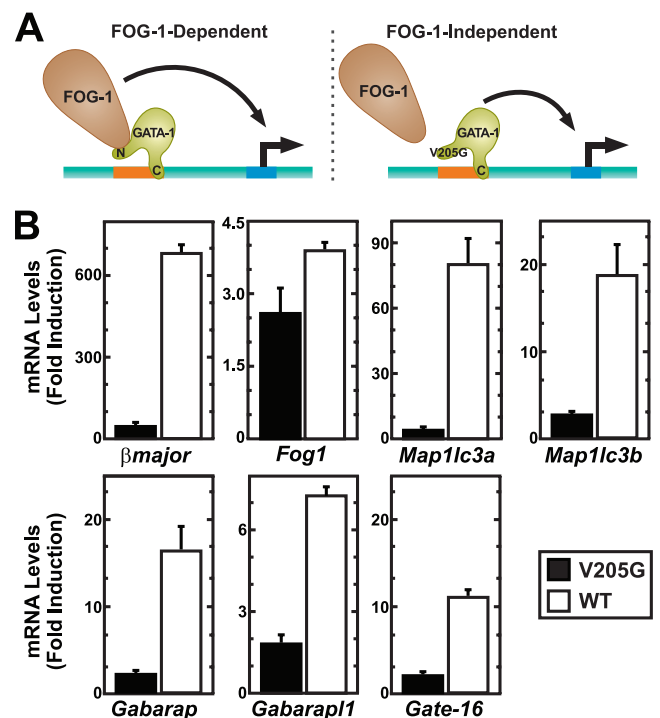 A
FOG-1-Dependent
FOG-1-Independent
FOG-1
GATA-1
N
C
FOG-1
GATA-1
V205G
C
B
mRNA Levels
(Fold Induction)
600
300
0
βmajor
4.5
3.0
1.5
0
Fog1
90
60
30
0
Map1lc3a
20
10
0
Map1lc3b
mRNA Levels
(Fold Induction)
20
10
0
Gabarap
6
3
0
Gabarapl1
20
10
0
Gate-16
V205G
WT